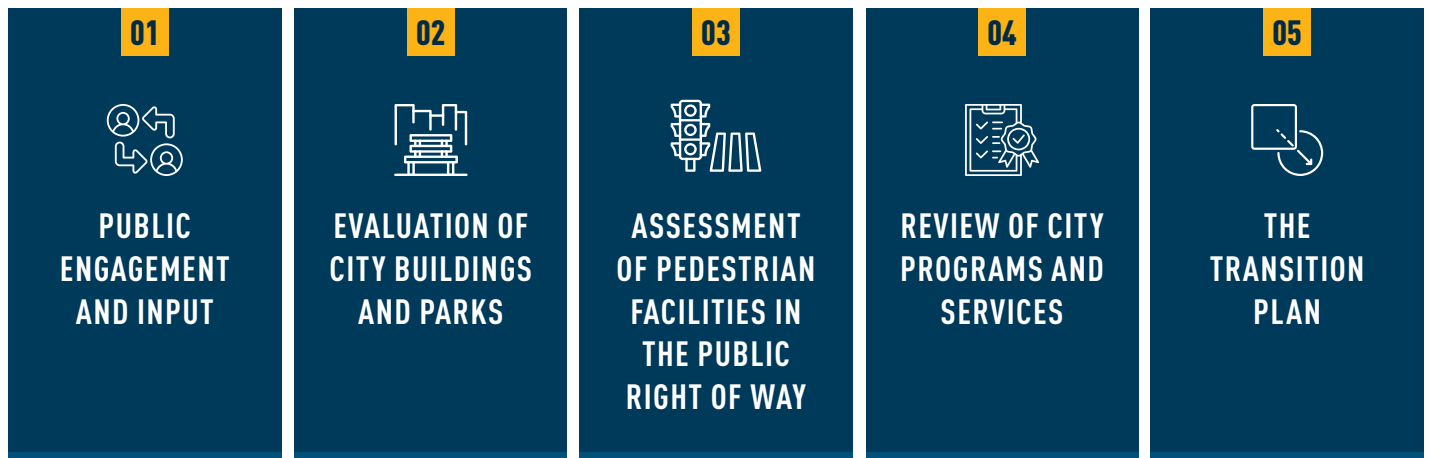 01
PUBLIC
ENGAGEMENT
AND INPUT
02
EVALUATION OF
CITY BUILDINGS
AND PARKS
03
ASSESSMENT
OF PEDESTRIAN
FACILITIES IN
THE PUBLIC
RIGHT OF WAY
04
REVIEW OF CITY
PROGRAMS AND
SERVICES
05
THE
TRANSITION
PLAN